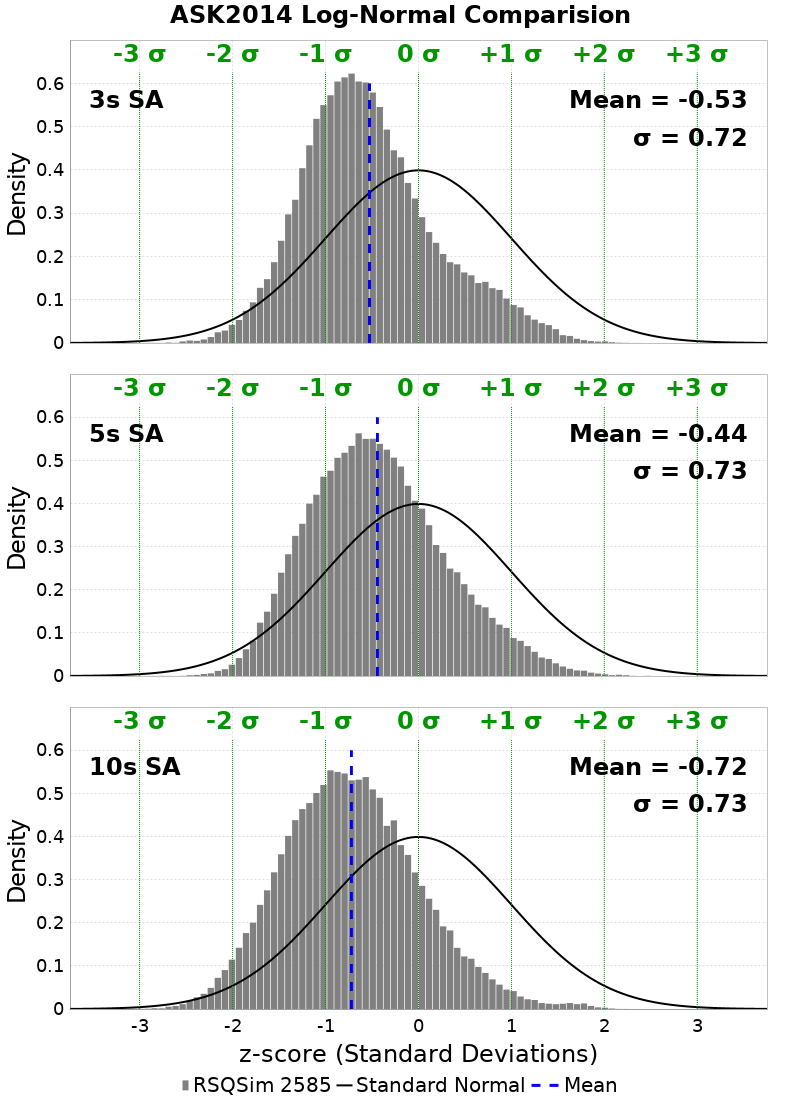 ASK2014 Log-Normal Comparision
-3 σ -2 σ -1 σ 0 σ +1 σ +2 σ +3 σ
3s SA
Mean = -0.53
σ = 0.72
0.6
0.5
0.4
0.3
0.2
0.1
0
Density
-3 σ -2 σ -1 σ 0 σ +1 σ +2 σ +3 σ
5s SA
Mean = -0.44
σ = 0.73
0.6
0.5
0.4
0.3
0.2
0.1
0
Density
-3 σ -2 σ -1 σ 0 σ +1 σ +2 σ +3 σ
10s SA
Mean = -0.72
σ = 0.73
0.6
0.5
0.4
0.3
0.2
0.1
0
Density
-3 -2 -1 0 1 2 3
z-score (Standard Deviations)
RSQSim 2585 Standard Normal Mean